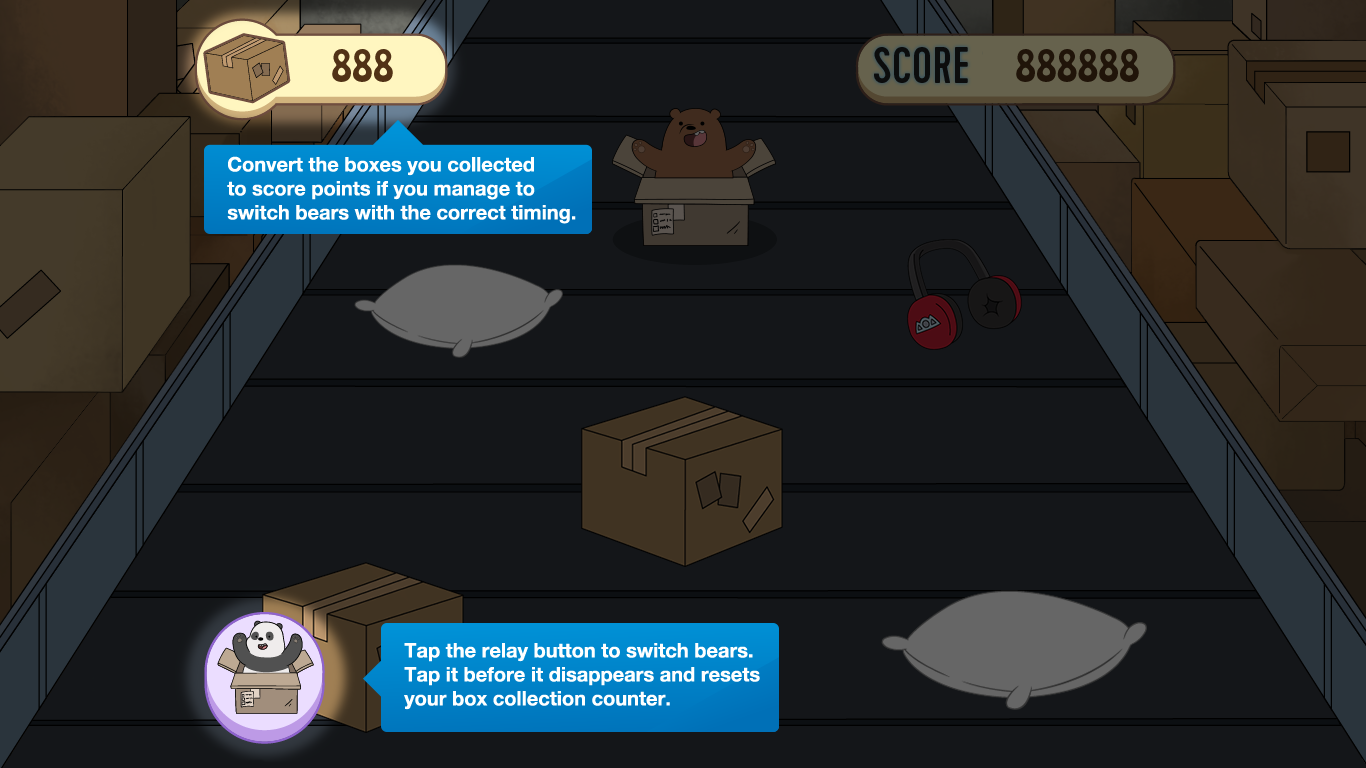 888
SCORE 888888
Convert the boxes you collected
to score points if you manage to
switch bears with the correct timing.
Tap the relay button to switch bears.
Tap it before it disappears and resets
your box collection counter.